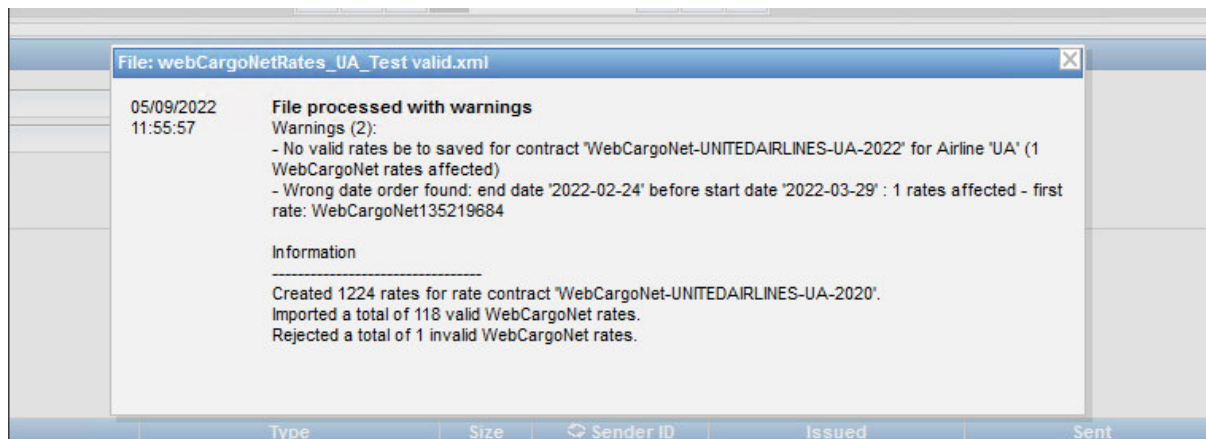 File: webCargoNetRates_UA_Test valid.xml
05/09/2022
11:55:57
File processed with warnings
Warnings (2):
- No valid rates be to saved for contract 'WebCargoNet-UNITEDAIRLINES-UA-2022' for Airline 'UA' (1
WebCargoNet rates affected)
- Wrong date order found: end date '2022-02-24' before start date '2022-03-29' : 1 rates affected - first
rate: WebCargoNet135219684
Information
---------------------------------
Created 1224 rates for rate contract 'WebCargoNet-UNITEDAIRLINES-UA-2020'.
Imported a total of 118 valid WebCargoNet rates.
Rejected a total of 1 invalid WebCargoNet rates.
Type Size Sender ID Issued Sent